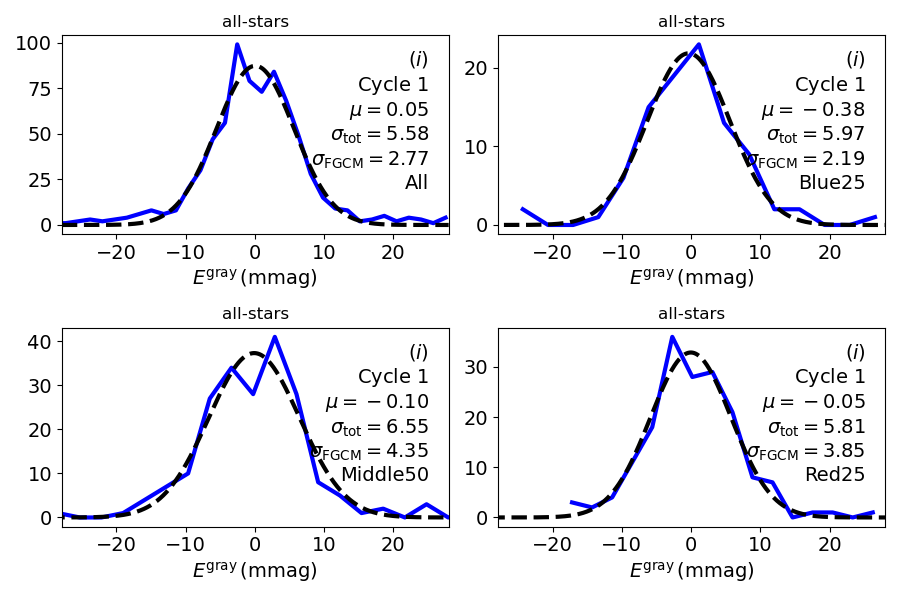 all-stars
100
75
50
25
0
(i)
Cycle 1
μ = 0.05
σtot = 5.58
σFGCM = 2.77
All
−20 −10 0 10 20
Egray (mmag)
all-stars
20
10
0
(i)
Cycle 1
μ = −0.38
σtot = 5.97
σFGCM = 2.19
Blue25
−20 −10 0 10 20
Egray (mmag)
all-stars
40
30
20
10
0
(i)
Cycle 1
μ = −0.10
σtot = 6.55
σFGCM = 4.35
Middle50
−20 −10 0 10 20
Egray (mmag)
all-stars
30
20
10
0
(i)
Cycle 1
μ = −0.05
σtot = 5.81
σFGCM = 3.85
Red25
−20 −10 0 10 20
Egray (mmag)